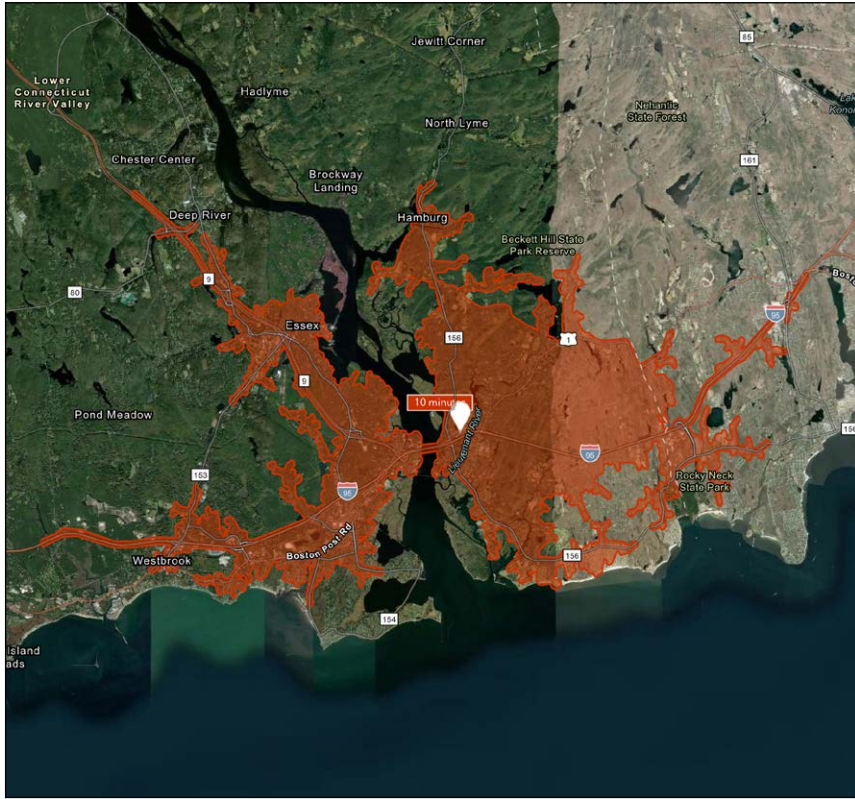 Jewitt Corner
85
Lower
Connecticut
River Valley
Hadlyme
Nehantic
State Forest
North Lyme
161
Chester Center
Brockway
Landing
Deep River
Hamburg
Beckett Hill State
Park Reserve
9
80
95
Essex
156
1
9
10 minutes
Pond Meadow
Lieutenant River
156
95
153
Rocky Neck
State Park
95
Boston Post Rd
Westbrook
156
154
Island